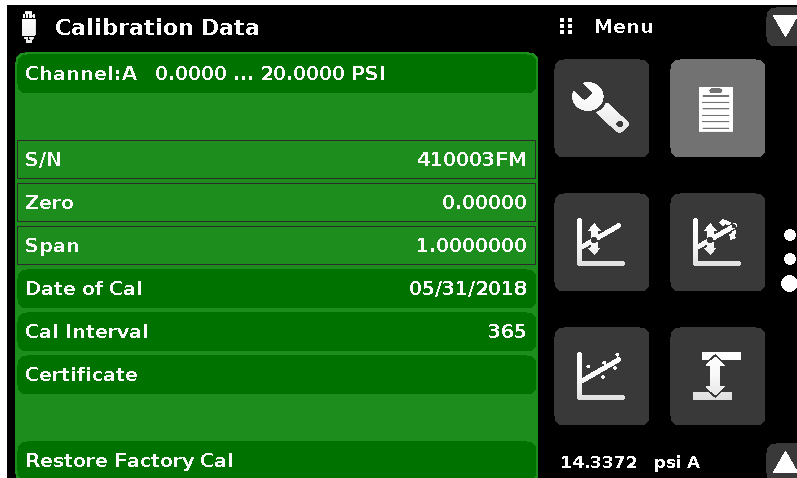 Calibration Data
Menu
Channel:A 0.0000 ... 20.0000 PSI
S/N 410003FM
Zero 0.00000
Span 1.0000000
Date of Cal 05/31/2018
Cal Interval 365
Certificate
Restore Factory Cal
14.3372 psi A